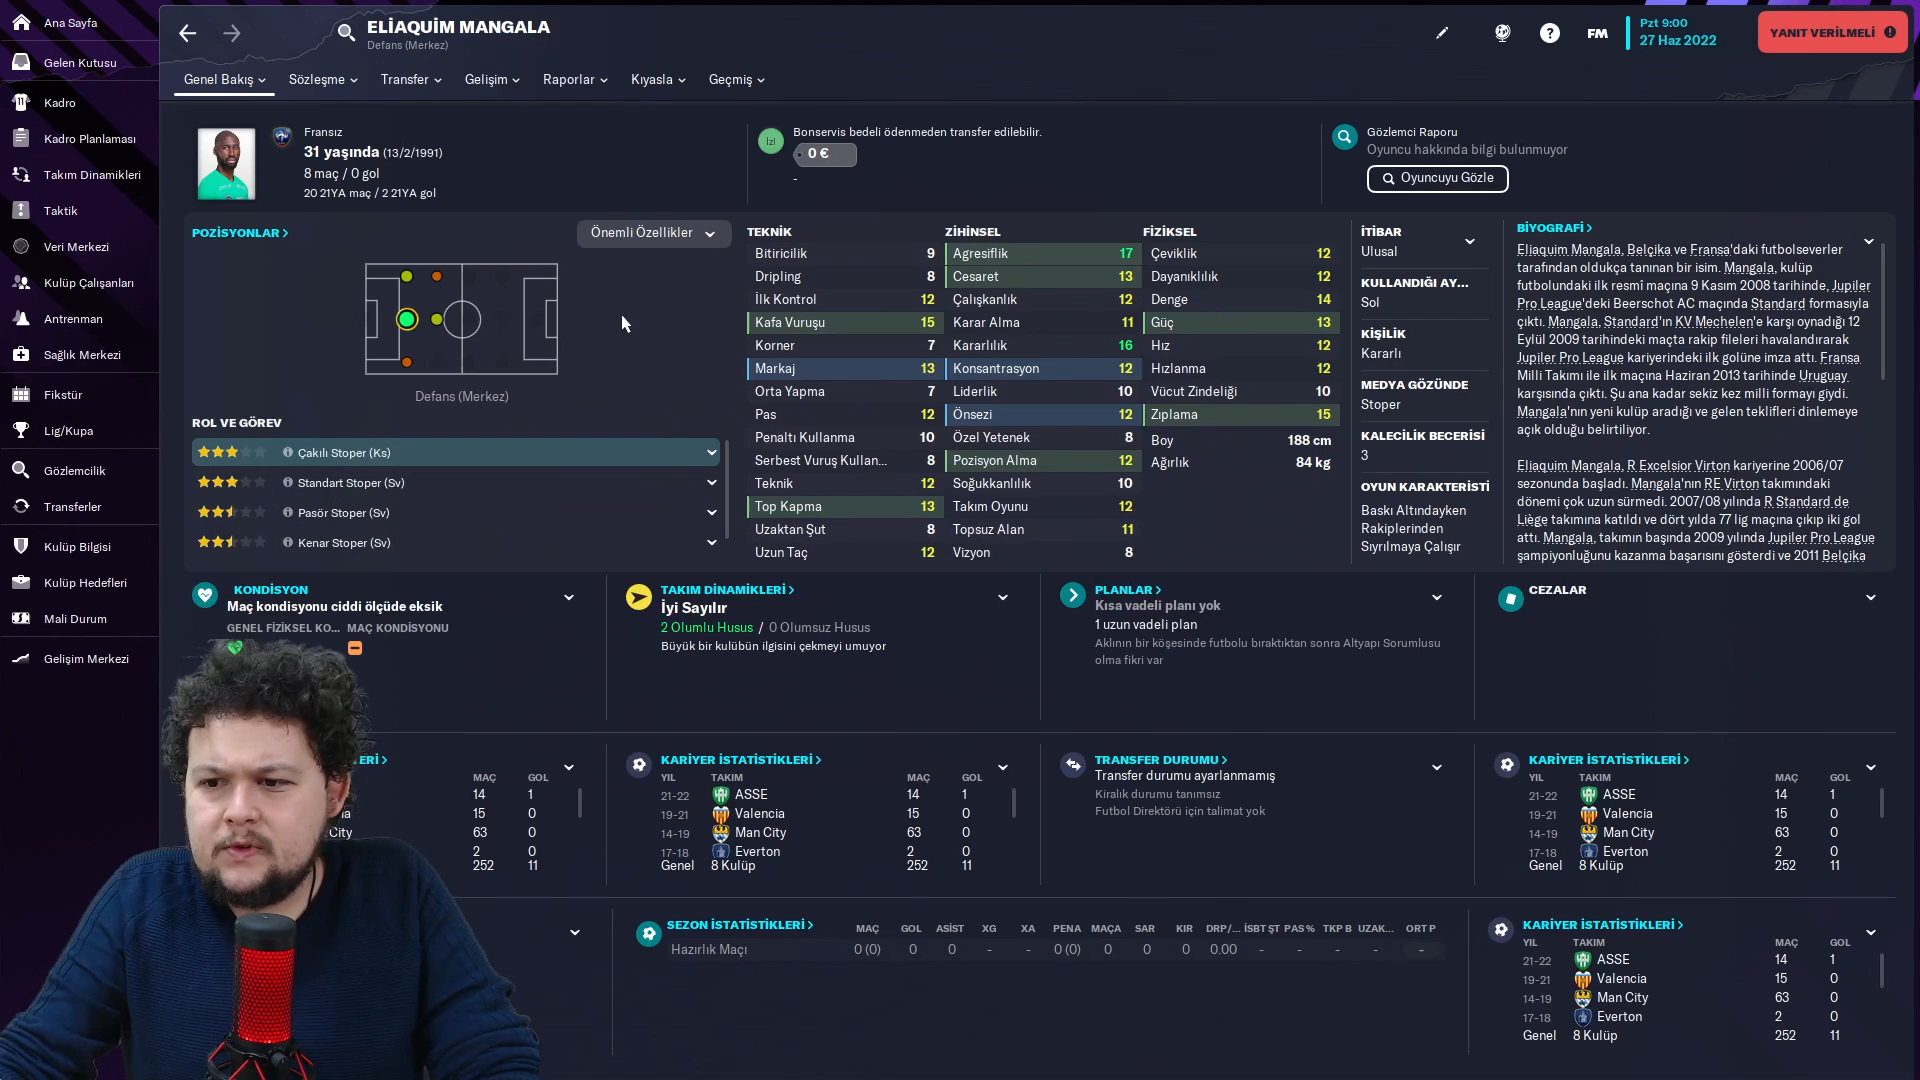 Ana Sayfa
Gelen Kutusu
Kadro
Kadro Planlaması
Takım Dinamikleri
Taktik
Veri Merkezi
Kulüp Çalışanları
Antrenman
Sağlık Merkezi
Fikstür
Lig/Kupa
Gözlemcilik
Transferler
Kulüp Bilgisi
Kulüp Hedefleri
Mali Durum
Gelişim Merkezi
ELİAQUİM MANGALA
Defans (Merkez)
FM
Pzt 9:00
27 Haz 2022
YANIT VERİLMELİ
Genel Bakış
Sözleşme
Transfer
Gelişim
Raporlar
Kıyasla
Geçmiş
Fransız
31 yaşında (13/2/1991)
8 maç / 0 gol
20 21YA maç / 2 21YA gol
İzl
Bonservis bedeli ödenmeden transfer edilebilir.
0 €
-
Gözlemci Raporu
Oyuncu hakkında bilgi bulunmuyor
Oyuncuyu Gözle
POZİSYONLAR
Önemli Özellikler
Defans (Merkez)
ROL VE GÖREV
Çakılı Stoper (Ks)
Standart Stoper (Sv)
Pasör Stoper (Sv)
Kenar Stoper (Sv)
TEKNİK
Bitiricilik 9
Dripling 8
İlk Kontrol 12
Kafa Vuruşu 15
Korner 7
Markaj 13
Orta Yapma 7
Pas 12
Penaltı Kullanma 10
Serbest Vuruş Kullan... 8
Teknik 12
Top Kapma 13
Uzaktan Şut 8
Uzun Taç 12
ZİHİNSEL
Agresiflik 17
Cesaret 13
Çalışkanlık 12
Karar Alma 11
Kararlılık 16
Konsantrasyon 12
Liderlik 10
Önsezi 12
Özel Yetenek 8
Pozisyon Alma 12
Soğukkanlılık 10
Takım Oyunu 12
Topsuz Alan 11
Vizyon 8
FİZİKSEL
Çeviklik 12
Dayanıklılık 12
Denge 14
Güç 13
Hız 12
Hızlanma 12
Vücut Zindeliği 10
Zıplama 15
Boy 188 cm
Ağırlık 84 kg
İTİBAR
Ulusal
KULLANDIĞI AY...
Sol
KİŞİLİK
Kararlı
MEDYA GÖZÜNDE
Stoper
KALECİLİK BECERİSİ
3
OYUN KARAKTERİSTİ
Baskı Altındayken
Rakiplerinden
Sıyrılmaya Çalışır
BİYOGRAFİ
Eliaquim Mangala, Belçika ve Fransa'daki futbolseverler
tarafından oldukça tanınan bir isim. Mangala, kulüp
futbolundaki ilk resmî maçına 9 Kasım 2008 tarihinde, Jupiler
Pro League'deki Beerschot AC maçında Standard formasıyla
çıktı. Mangala, Standard'ın KV Mechelen'e karşı oynadığı 12
Eylül 2009 tarihindeki maçta rakip fileleri havalandırarak
Jupiler Pro League kariyerindeki ilk golüne imza attı. Fransa
Milli Takımı ile ilk maçına Haziran 2013 tarihinde Uruguay
karşısında çıktı. Şu ana kadar sekiz kez milli formayı giydi.
Mangala'nın yeni kulüp aradığı ve gelen teklifleri dinlemeye
açık olduğu belirtiliyor.
Eliaquim Mangala, R Excelsior Virton kariyerine 2006/07
sezonunda başladı. Mangala'nın RE Virton takımındaki
dönemi çok uzun sürmedi. 2007/08 yılında R Standard de
Liège takımına katıldı ve dört yılda 77 lig maçına çıkıp iki gol
attı. Mangala, takımın başında 2009 yılında Jupiler Pro League
şampiyonluğunu kazanma başarısını gösterdi ve 2011 Belçika
KONDİSYON
Maç kondisyonu ciddi ölçüde eksik
GENEL FİZİKSEL KO... MAÇ KONDİSYONU
TAKIM DİNAMİKLERİ
İyi Sayılır
2 Olumlu Husus / 0 Olumsuz Husus
Büyük bir kulübün ilgisini çekmeyi umuyor
PLANLAR
Kısa vadeli planı yok
1 uzun vadeli plan
Aklının bir köşesinde futbolu bıraktıktan sonra Altyapı Sorumlusu
olma fikri var
CEZALAR
ERİ
MAÇ GOL
14 1
15 0
City 63 0
2 0
252 11
KARİYER İSTATİSTİKLERİ
YIL TAKIM MAÇ GOL
21-22 ASSE 14 1
19-21 Valencia 15 0
14-19 Man City 63 0
17-18 Everton 2 0
Genel 8 Kulüp 252 11
TRANSFER DURUMU
Transfer durumu ayarlanmamış
Kiralık durumu tanımsız
Futbol Direktörü için talimat yok
KARİYER İSTATİSTİKLERİ
YIL TAKIM MAÇ GOL
21-22 ASSE 14 1
19-21 Valencia 15 0
14-19 Man City 63 0
17-18 Everton 2 0
Genel 8 Kulüp 252 11
SEZON İSTATİSTİKLERİ
MAÇ GOL ASİST XG XA PENA MAÇA SAR KIR DRP/... İSBT ŞT PAS % TKP B UZAK... ORT P
Hazırlık Maçı 0 (0) 0 0 - - 0 (0) 0 0 0 0.00 - - - - -
KARİYER İSTATİSTİKLERİ
YIL TAKIM MAÇ GOL
21-22 ASSE 14 1
19-21 Valencia 15 0
14-19 Man City 63 0
17-18 Everton 2 0
Genel 8 Kulüp 252 11